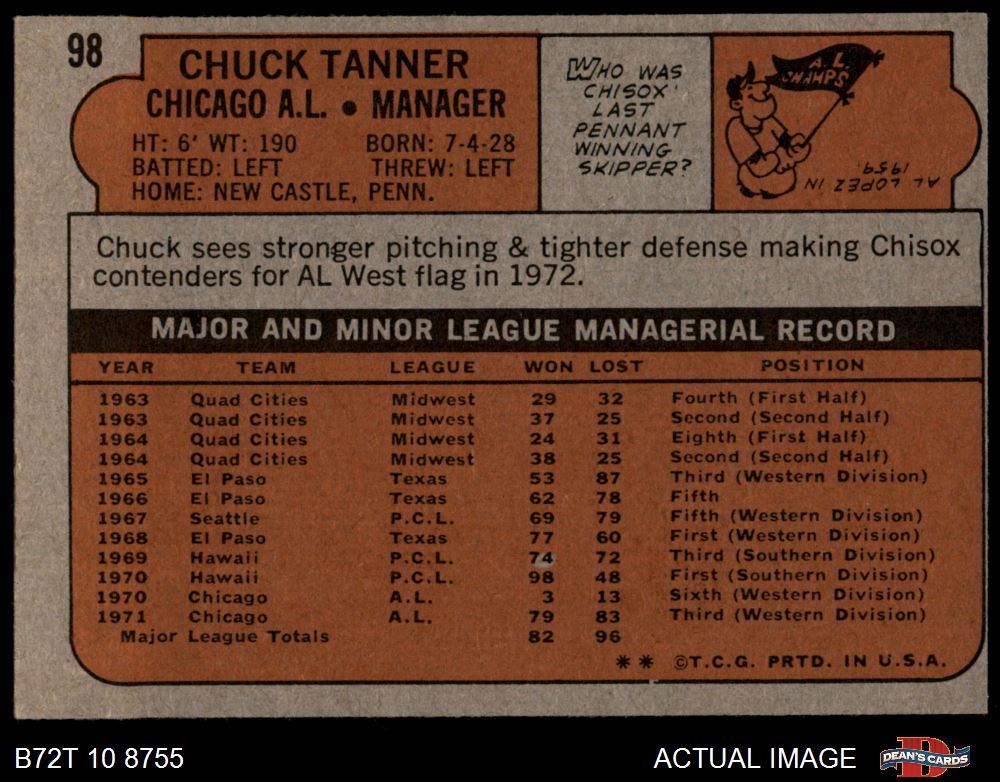 98
CHUCK TANNER
CHICAGO A.L. • MANAGER
HT: 6' WT: 190 BORN: 7-4-28
BATTED: LEFT THREW: LEFT
HOME: NEW CASTLE, PENN.
WHO WAS
CHISOX'
LAST
PENNANT
WINNING
SKIPPER?
A.L.
CHAMPS
AL LOPEZ IN
1959.
Chuck sees stronger pitching & tighter defense making Chisox
contenders for AL West flag in 1972.
MAJOR AND MINOR LEAGUE MANAGERIAL RECORD
YEAR TEAM LEAGUE WON LOST POSITION
1963 Quad Cities Midwest 29 32 Fourth (First Half)
1963 Quad Cities Midwest 37 25 Second (Second Half)
1964 Quad Cities Midwest 24 31 Eighth (First Half)
1964 Quad Cities Midwest 38 25 Second (Second Half)
1965 El Paso Texas 53 87 Third (Western Division)
1966 El Paso Texas 62 78 Fifth
1967 Seattle P.C.L. 69 79 Fifth (Western Division)
1968 El Paso Texas 77 60 First (Western Division)
1969 Hawaii P.C.L. 74 72 Third (Southern Division)
1970 Hawaii P.C.L. 98 48 First (Southern Division)
1970 Chicago A.L. 3 13 Sixth (Western Division)
1971 Chicago A.L. 79 83 Third (Western Division)
Major League Totals 82 96
** ©T.C.G. PRTD. IN U.S.A.
B72T 10 8755
ACTUAL IMAGE
DEAN'S CARDS